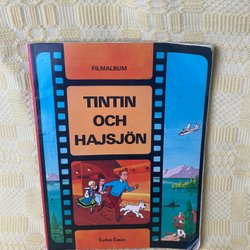 FILMALBUM
TINTIN
OCH
HAJSJÖN
Carlsen Comics